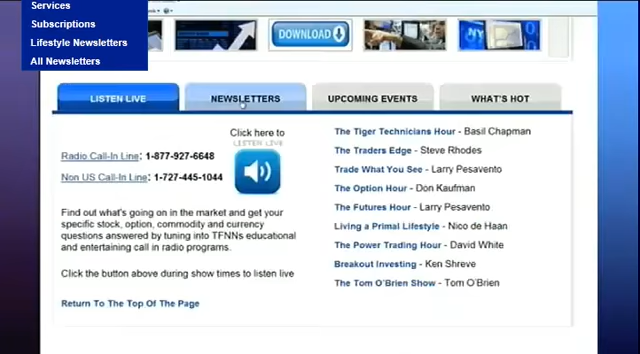 Services
Subscriptions
Lifestyle Newsletters
All Newsletters
DOWNLOAD
LISTEN LIVE
NEWSLETTERS
UPCOMING EVENTS
WHAT'S HOT
Click here to
LISTEN LIVE
Radio Call-In Line: 1-877-927-6648
Non US Call-In Line: 1-727-445-1044
Find out what's going on in the market and get your
specific stock, option, commodity and currency
questions answered by tuning into TFNNs educational
and entertaining call in radio programs.
Click the button above during show times to listen live
Return To The Top Of The Page
The Tiger Technicians Hour - Basil Chapman
The Traders Edge - Steve Rhodes
Trade What You See - Larry Pesavento
The Option Hour - Don Kaufman
The Futures Hour - Larry Pesavento
Living a Primal Lifestyle - Nico de Haan
The Power Trading Hour - David White
Breakout Investing - Ken Shreve
The Tom O'Brien Show - Tom O'Brien